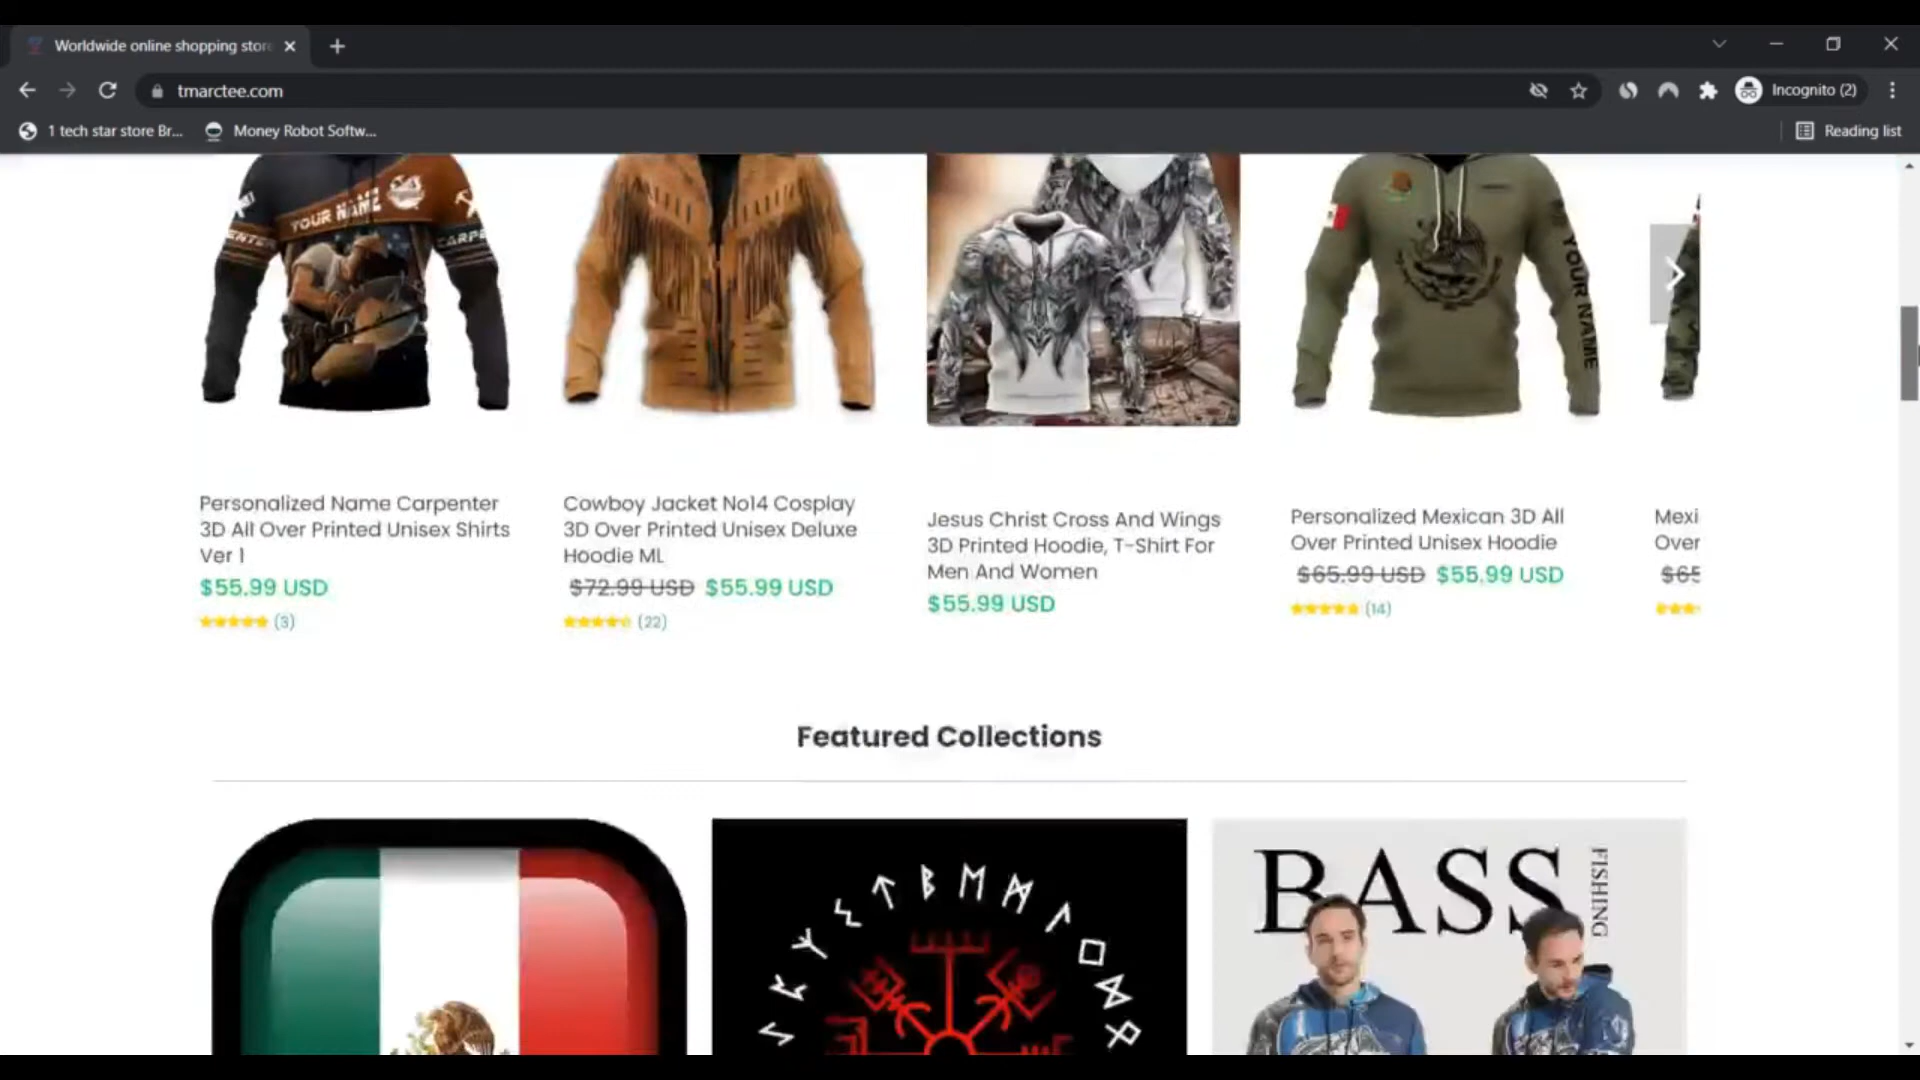 Worldwide online shopping store
tmarctee.com
Incognito (2)
1 tech star store Br...
Money Robot Softw...
Reading list
YOUR NAME
CARPE
YOUR NAME
Personalized Name Carpenter
3D All Over Printed Unisex Shirts
Ver 1
$55.99 USD
(3)
Cowboy Jacket No14 Cosplay
3D Over Printed Unisex Deluxe
Hoodie ML
$72.99 USD $55.99 USD
(22)
Jesus Christ Cross And Wings
3D Printed Hoodie, T-Shirt For
Men And Women
$55.99 USD
Personalized Mexican 3D All
Over Printed Unisex Hoodie
$65.99 USD $55.99 USD
(14)
Mexi
Over
$65
Featured Collections
BASS
FISHING